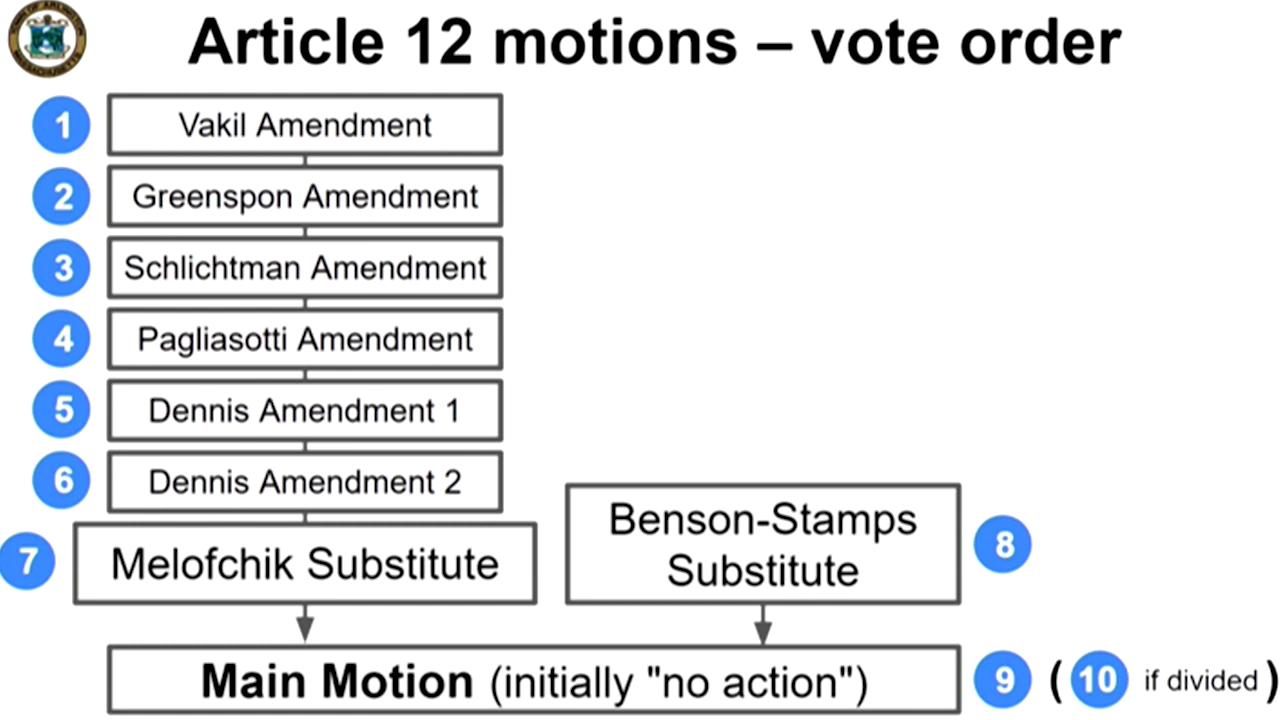 Article 12 motions – vote order
1 Vakil Amendment
2 Greenspon Amendment
3 Schlichtman Amendment
4 Pagliasotti Amendment
5 Dennis Amendment 1
6 Dennis Amendment 2
7 Melofchik Substitute
Benson-Stamps
Substitute
8
Main Motion (initially "no action") 9 ( 10 if divided )